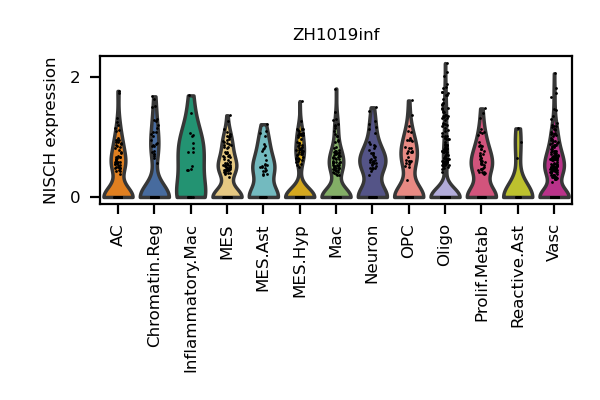 ZH1019inf
NISCH expression
2
0
AC
Chromatin.Reg
Inflammatory.Mac
MES
MES.Ast
MES.Hyp
Mac
Neuron
OPC
Oligo
Prolif.Metab
Reactive.Ast
Vasc